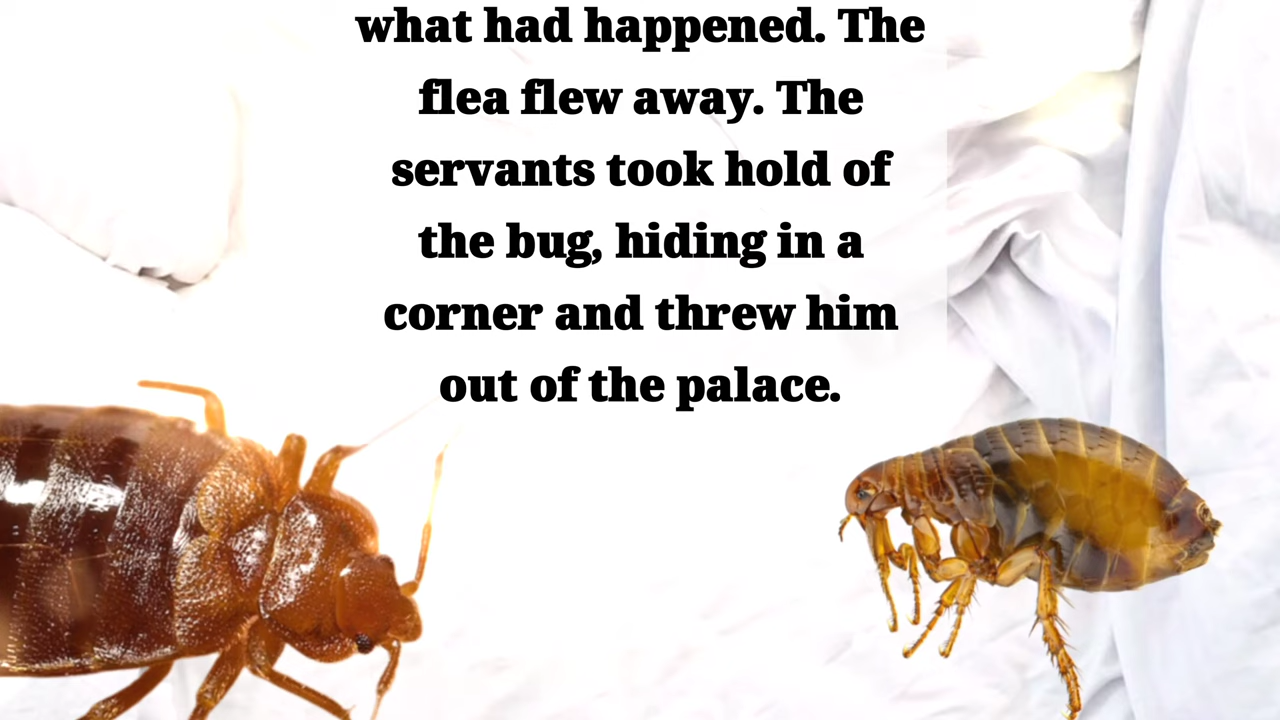 what had happened. The
flea flew away. The
servants took hold of
the bug, hiding in a
corner and threw him
out of the palace.